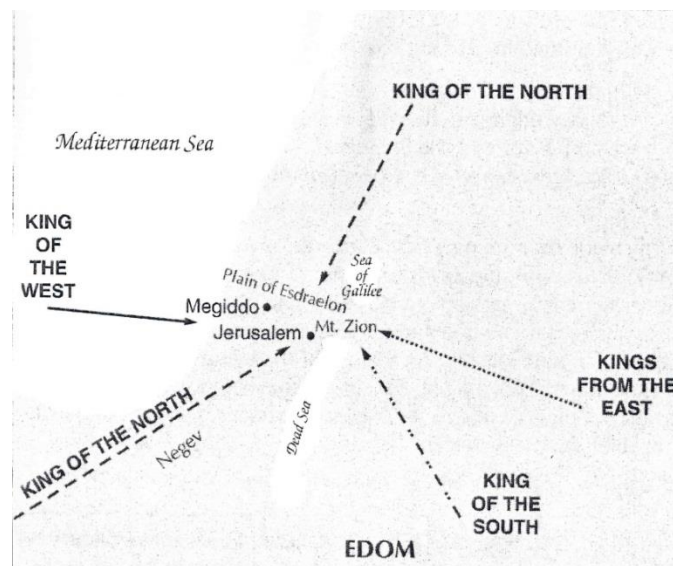 KING OF THE NORTH
Mediterranean Sea
KING
OF
THE
WEST
Sea
of
Galilee
Plain of Esdraelon
Megiddo
Jerusalem
Mt. Zion
KINGS
FROM THE
EAST
KING OF THE NORTH
Negev
Dead Sea
KING
OF THE
SOUTH
EDOM